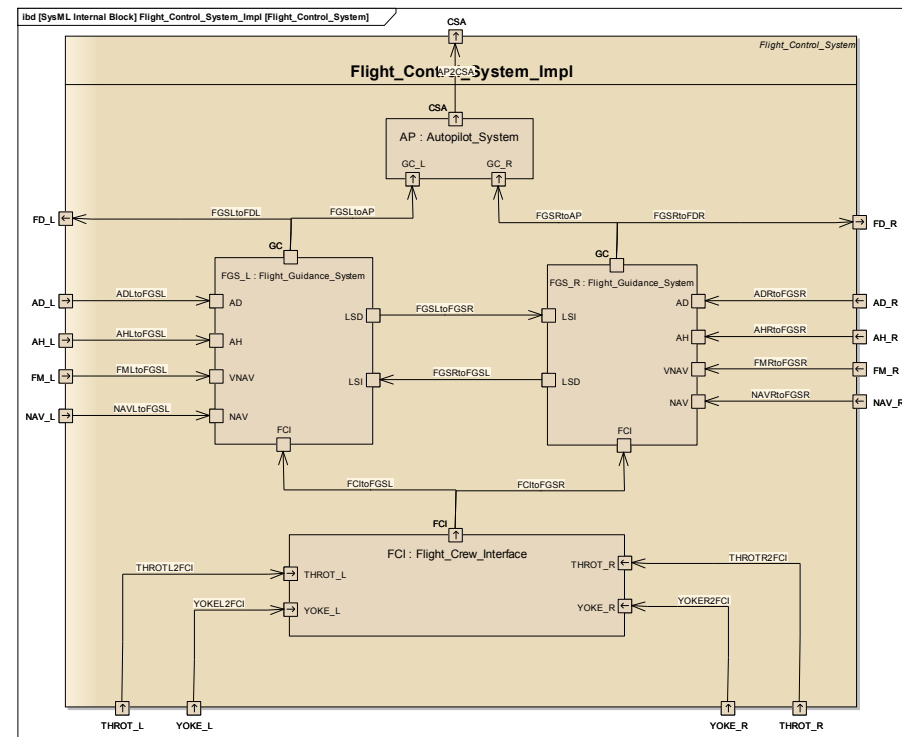 ibd [SysML Internal Block] Flight_Control_System_Impl [Flight_Control_System]
CSA
Flight_Control_System
Flight_Control_System_Impl
AP2CSA
CSA
AP : Autopilot_System
GC_L
GC_R
FGSLtoFDL
FGSLtoAP
FGSRtoAP
FGSRtoFDR
FD_L
FD_R
GC
GC
FGS_L : Flight_Guidance_System
FGS_R : Flight_Guidance_System
AD_L
ADLtoFGSL
AD
LSD
FGSLtoFGSR
LSI
AD
ADRtoFGSR
AD_R
AH_L
AHLtoFGSL
AH
AH
AHRtoFGSR
AH_R
FM_L
FMLtoFGSL
VNAV
LSI
FGSRtoFGSL
LSD
VNAV
FMRtoFGSR
FM_R
NAV_L
NAVLtoFGSL
NAV
NAV
NAVRtoFGSR
NAV_R
FCI
FCI
FCItoFGSL
FCItoFGSR
FCI
FCI : Flight_Crew_Interface
THROTL2FCI
THROT_L
THROT_R
THROTR2FCI
YOKEL2FCI
YOKE_L
YOKE_R
YOKER2FCI
THROT_L
YOKE_L
YOKE_R
THROT_R